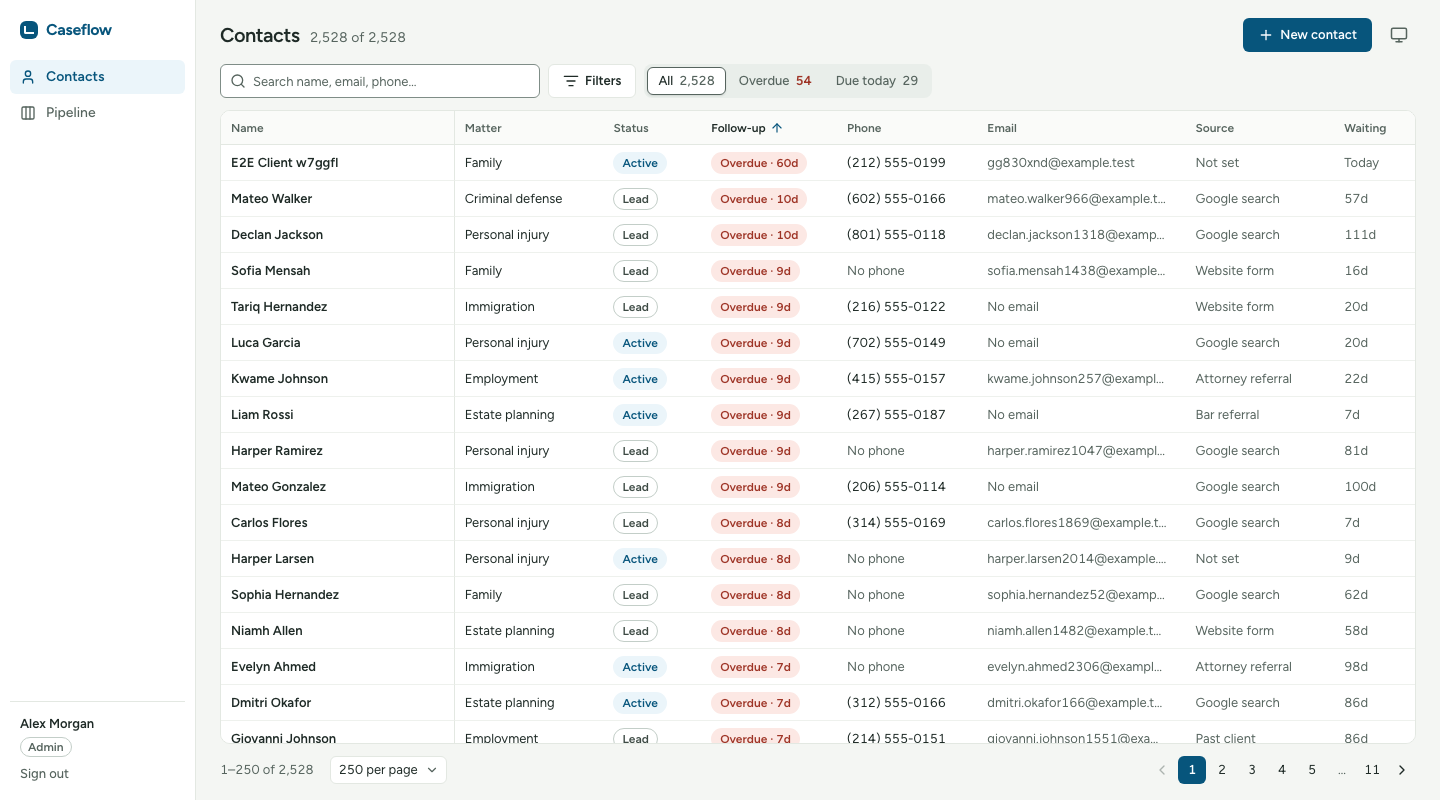 Caseflow
Contacts
Pipeline
Alex Morgan
Admin
Sign out
Contacts 2,528 of 2,528
New contact
Search name, email, phone...
Filters
All 2,528 Overdue 54 Due today 29
Name Matter Status Follow-up Phone Email Source Waiting
E2E Client w7ggfl Family Active Overdue · 60d (212) 555-0199 gg830xnd@example.test Not set Today
Mateo Walker Criminal defense Lead Overdue · 10d (602) 555-0166 mateo.walker966@example.t... Google search 57d
Declan Jackson Personal injury Lead Overdue · 10d (801) 555-0118 declan.jackson1318@examp... Google search 111d
Sofia Mensah Family Lead Overdue · 9d No phone sofia.mensah1438@example... Website form 16d
Tariq Hernandez Immigration Lead Overdue · 9d (216) 555-0122 No email Website form 20d
Luca Garcia Personal injury Active Overdue · 9d (702) 555-0149 No email Google search 20d
Kwame Johnson Employment Active Overdue · 9d (415) 555-0157 kwame.johnson257@exampl... Attorney referral 22d
Liam Rossi Estate planning Active Overdue · 9d (267) 555-0187 No email Bar referral 7d
Harper Ramirez Personal injury Lead Overdue · 9d No phone harper.ramirez1047@exampl... Google search 81d
Mateo Gonzalez Immigration Lead Overdue · 9d (206) 555-0114 No email Google search 100d
Carlos Flores Personal injury Lead Overdue · 8d (314) 555-0169 carlos.flores1869@example.t... Google search 7d
Harper Larsen Personal injury Active Overdue · 8d No phone harper.larsen2014@example.... Not set 9d
Sophia Hernandez Family Lead Overdue · 8d No phone sophia.hernandez52@examp... Google search 62d
Niamh Allen Estate planning Lead Overdue · 8d No phone niamh.allen1482@example.t... Website form 58d
Evelyn Ahmed Immigration Active Overdue · 7d No phone evelyn.ahmed2306@exampl... Attorney referral 98d
Dmitri Okafor Estate planning Active Overdue · 7d (312) 555-0166 dmitri.okafor166@example.t... Google search 86d
Giovanni Johnson Employment Lead Overdue · 7d (214) 555-0151 giovanni.johnson1551@exa... Past client 86d
1–250 of 2,528 250 per page 1 2 3 4 5 ... 11